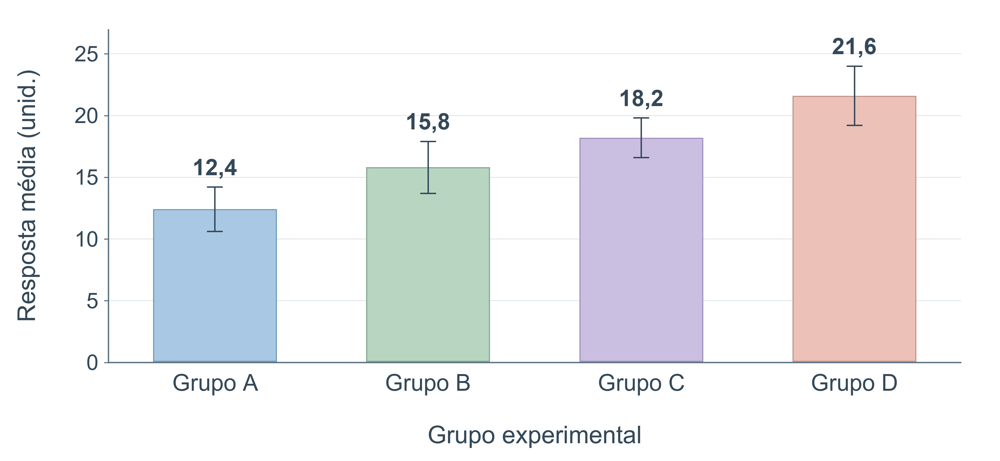 Resposta média (unid.)
25
20
15
10
5
0
12,4
15,8
18,2
21,6
Grupo A
Grupo B
Grupo C
Grupo D
Grupo experimental